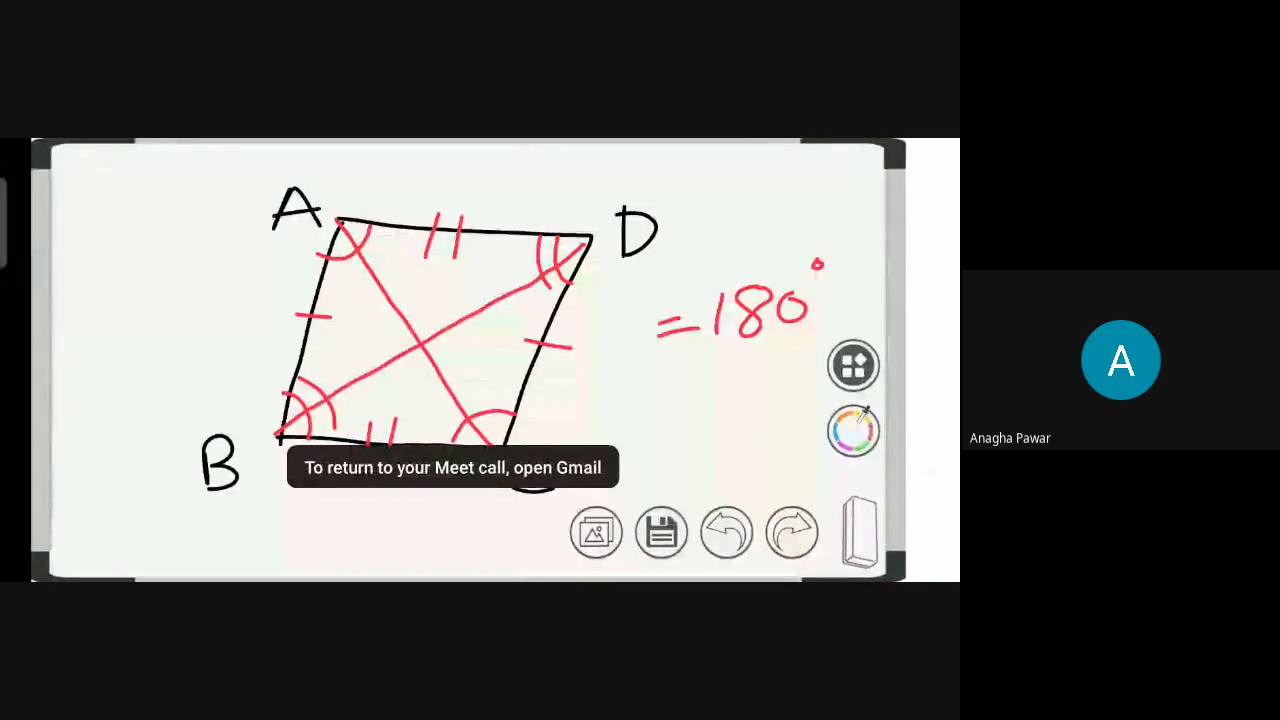 A
D
=180°
B
To return to your Meet call, open Gmail
A
Anagha Pawar